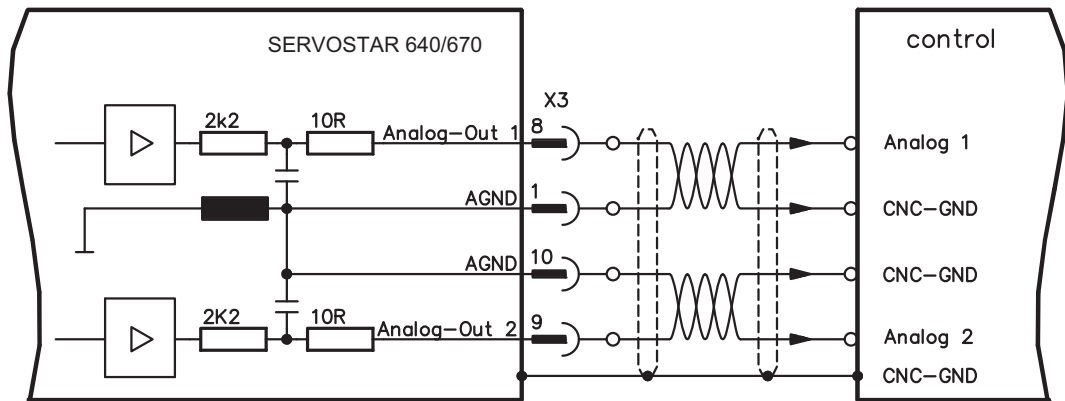 SERVOSTAR 640/670
control
X3
2k2
10R
Analog-Out 1
8
Analog 1
AGND
1
CNC-GND
AGND
10
CNC-GND
2K2
10R
Analog-Out 2
9
Analog 2
CNC-GND